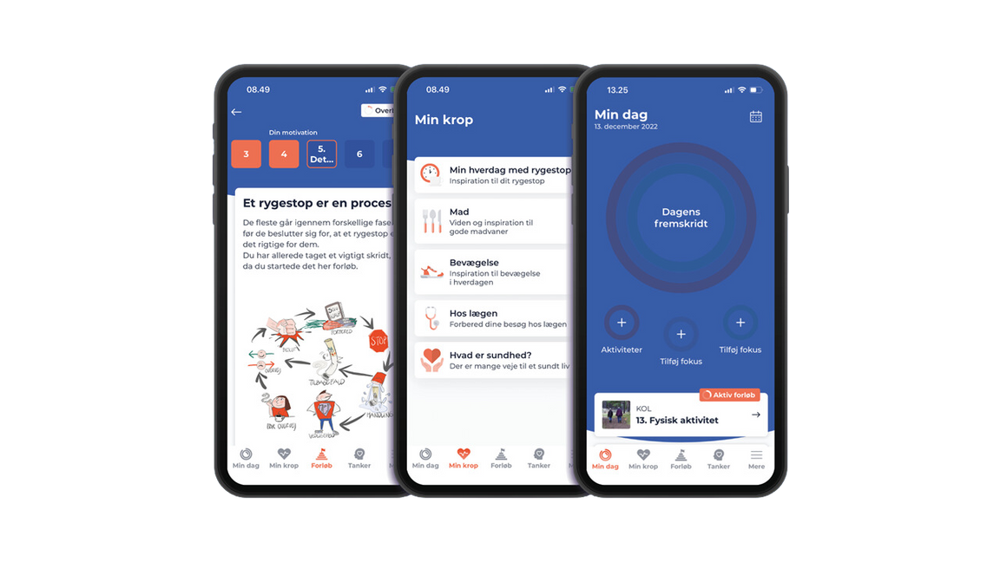 08.49
Overl
Din motivation
3
4
5.
Det...
6
Et rygestop er en proces
De fleste går igennem forskellige fase
før de beslutter sig for, at et rygestop e
det rigtige for dem.
Du har allerede taget et vigtigt skridt,
da du startede det her forløb.
FORBERED
STOP
TILBAGEFALD
HANDLING
Min dag
Min krop
Forløb
Tanker
08.49
Min krop
Min hverdag med rygestop
Inspiration til dit rygestop
Mad
Viden og inspiration til
gode madvaner
Bevægelse
Inspiration til bevægelse
i hverdagen
Hos lægen
Forbered dine besøg hos lægen
Hvad er sundhed?
Der er mange veje til et sundt liv
Min dag
Min krop
Forløb
Tanker
13.25
Min dag
13. december 2022
Dagens
fremskridt
Aktiviteter
Tilføj fokus
Tilføj fokus
Aktiv forløb
KOL
13. Fysisk aktivitet
Min dag
Min krop
Forløb
Tanker
Mere